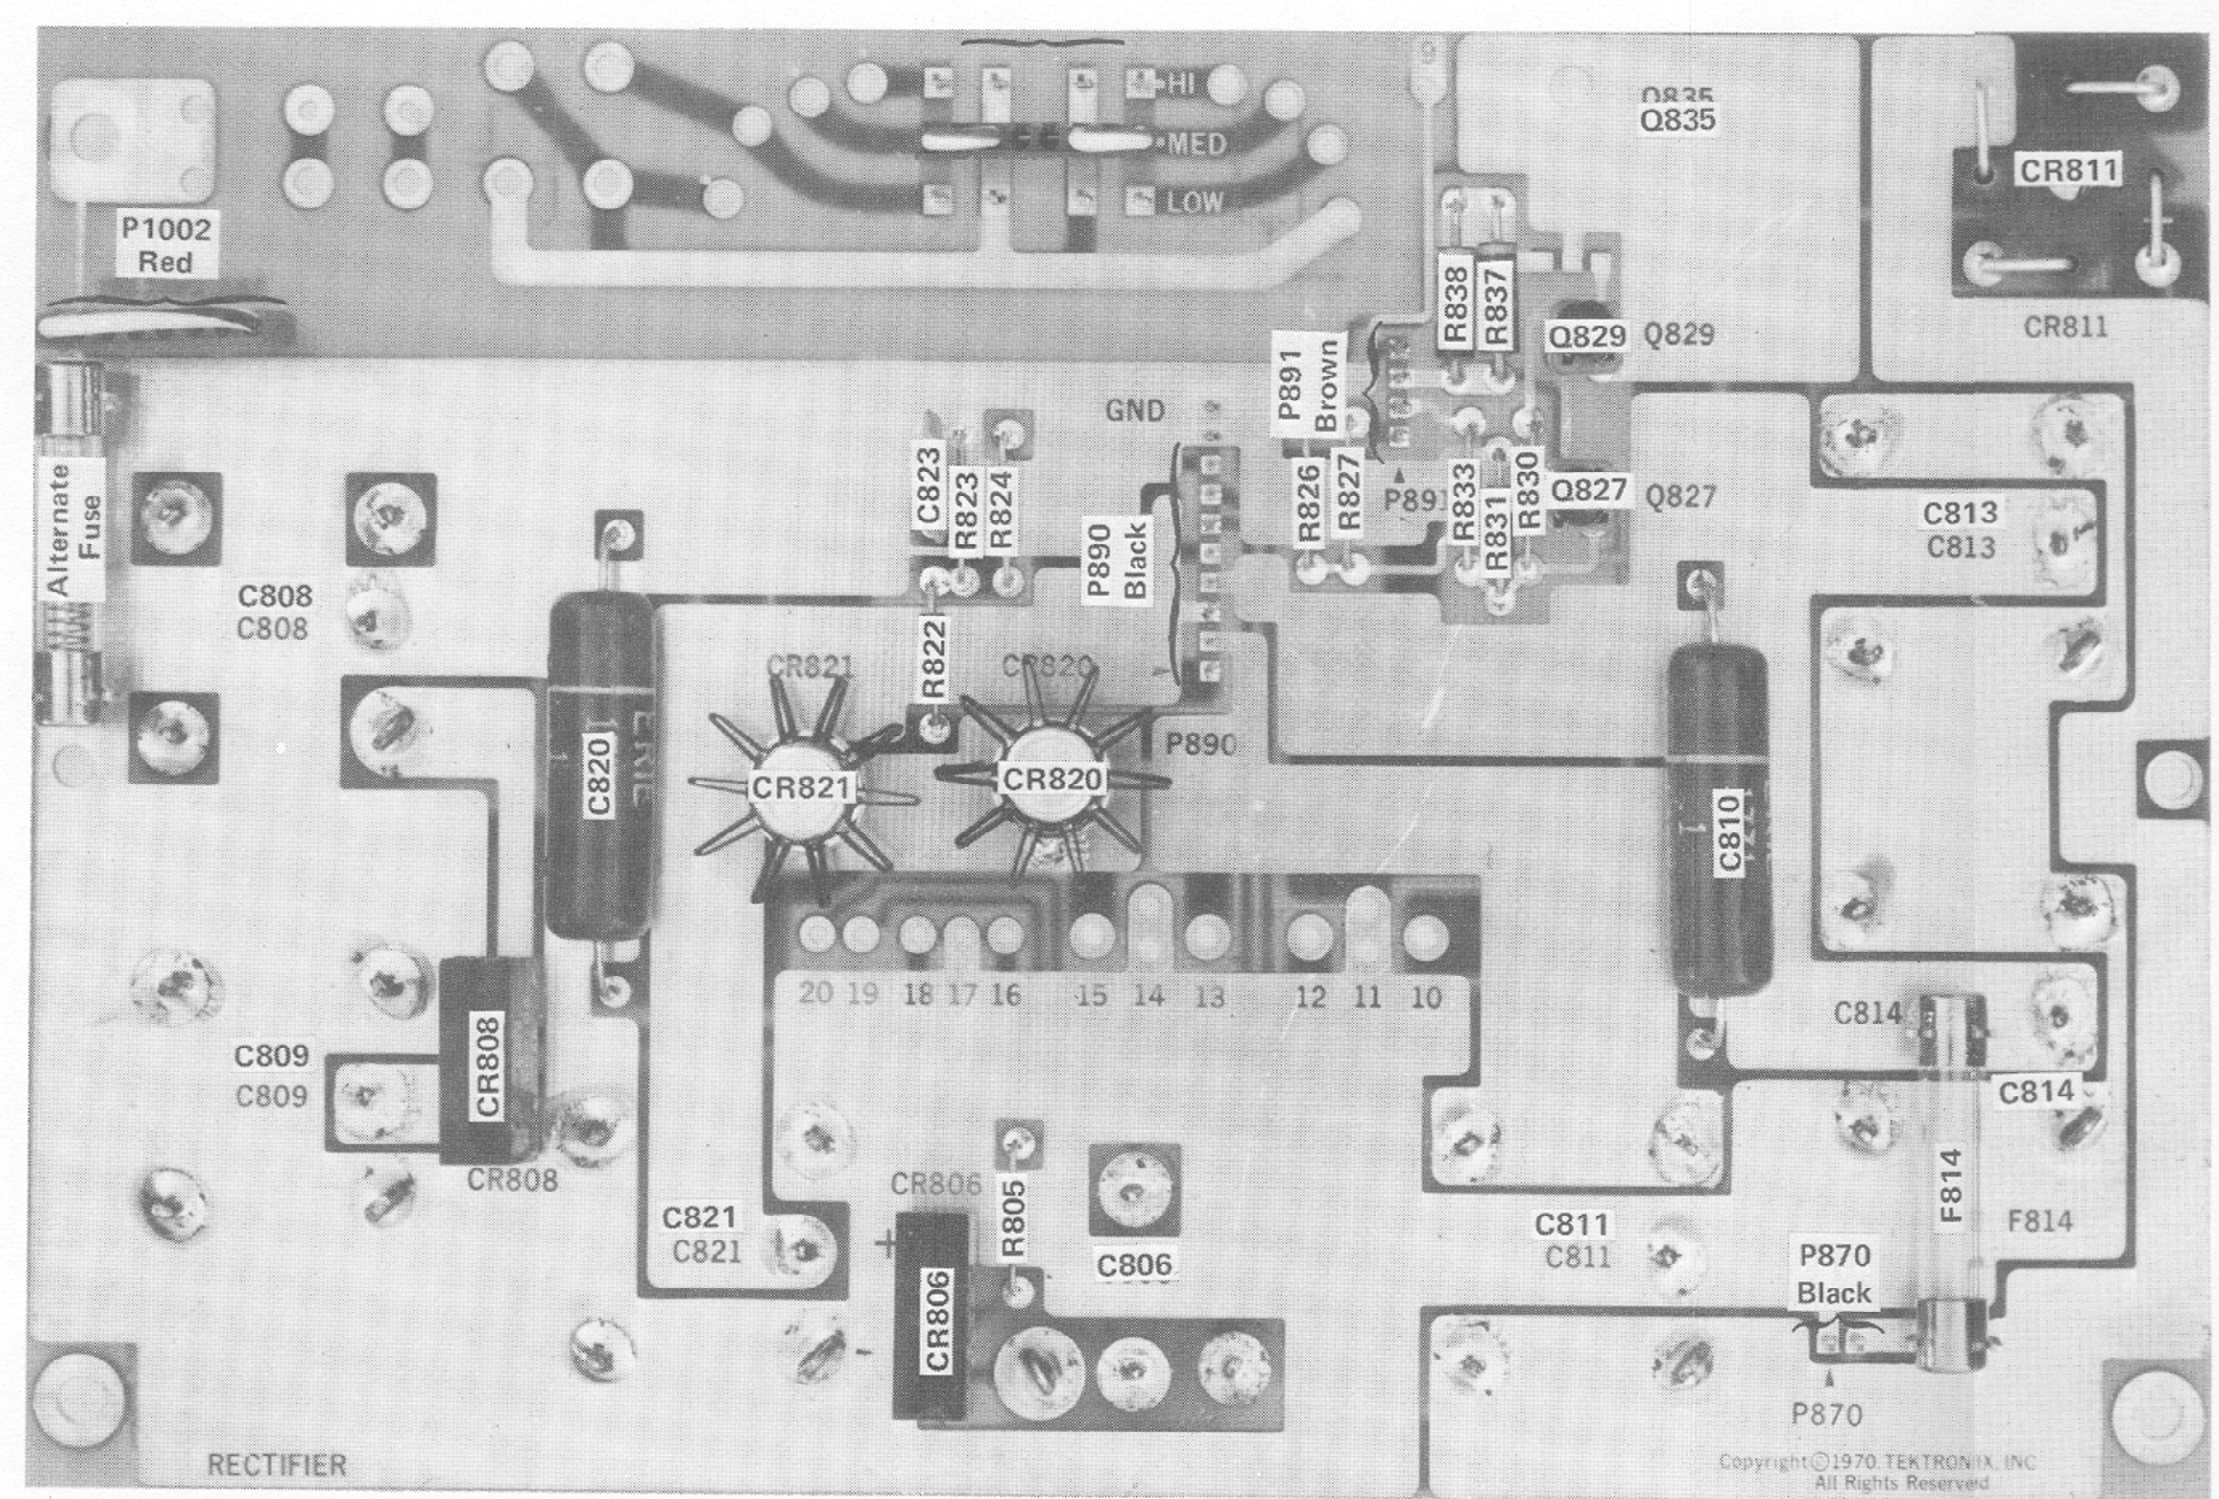 9
HI
Q835
Q835
MED
CR811
LOW
P1002
Red
R838
R837
CR811
Q829
Q829
P891
Brown
GND
Alternate
Fuse
C823
R823
R824
R826
R827
P891
R833
R831
R830
Q827
Q827
C813
C813
P890
Black
C808
C808
R822
CR821
CR820
ERIE
1
P890
C820
CR821
CR820
C810
1
20 19 18 17 16 15 14 13 12 11 10
C814
CR808
C809
C809
C814
CR808
CR806
R805
F814
C821
C821
+
C806
C811
C811
F814
P870
Black
CR806
-
P870
RECTIFIER
Copyright©1970, TEKTRONIX, INC
All Rights Reserved